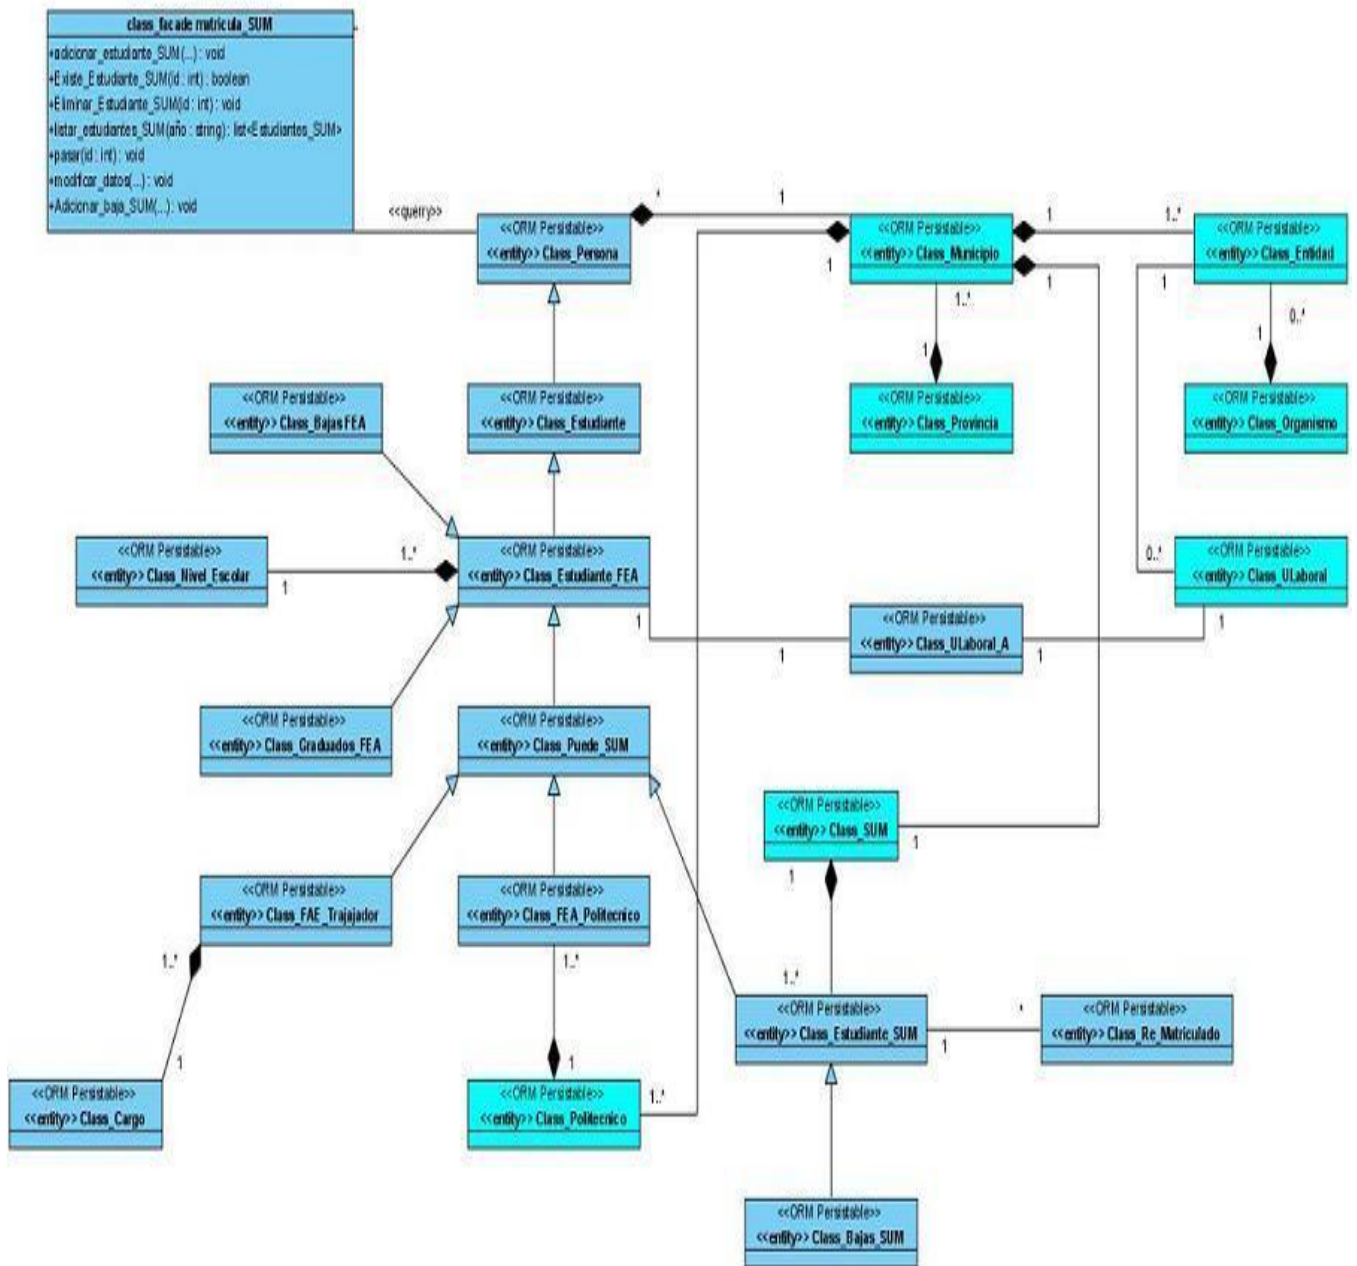 class_facade matricula_SUM
+adicionar_estudiante_SUM(...) : void
+Existe_Estudiante_SUM(id : int) : boolean
+Eliminar_Estudiante_SUM(id : int) : void
+listar_estudiantes_SUM(año : string) : list<Estudiantes_SUM>
+pasar(id : int) : void
+modificar_datos(...) : void
+Adicionar_baja_SUM(...) : void
<<querry>>
* 1
1 1..*
<<ORM Persistable>>
<<entity>> Class_Persona
<<ORM Persistable>>
<<entity>> Class_Municipio
<<ORM Persistable>>
<<entity>> Class_Entidad
1 1 1
1..* 0..*
1 1
<<ORM Persistable>>
<<entity>> Class_Bajas FEA
<<ORM Persistable>>
<<entity>> Class_Estudiante
<<ORM Persistable>>
<<entity>> Class_Provincia
<<ORM Persistable>>
<<entity>> Class_Organismo
<<ORM Persistable>>
<<entity>> Class_Nivel_Escolar
1..*
1
<<ORM Persistable>>
<<entity>> Class_Estudiante_FEA
0..*
<<ORM Persistable>>
<<entity>> Class_ULaboral
1 1
<<ORM Persistable>>
<<entity>> Class_ULaboral_A
1 1
<<ORM Persistable>>
<<entity>> Class_Graduados_FEA
<<ORM Persistable>>
<<entity>> Class_Puede_SUM
<<ORM Persistable>>
<<entity>> Class_SUM
1
1
<<ORM Persistable>>
<<entity>> Class_FAE_Trajajador
<<ORM Persistable>>
<<entity>> Class_FEA_Politecnico
1..* 1..* 1..*
<<ORM Persistable>>
<<entity>> Class_Estudiante_SUM
1 *
<<ORM Persistable>>
<<entity>> Class_Re_Matriculado
1 1
<<ORM Persistable>>
<<entity>> Class_Cargo
<<ORM Persistable>>
<<entity>> Class_Politecnico
1..*
<<ORM Persistable>>
<<entity>> Class_Bajas_SUM